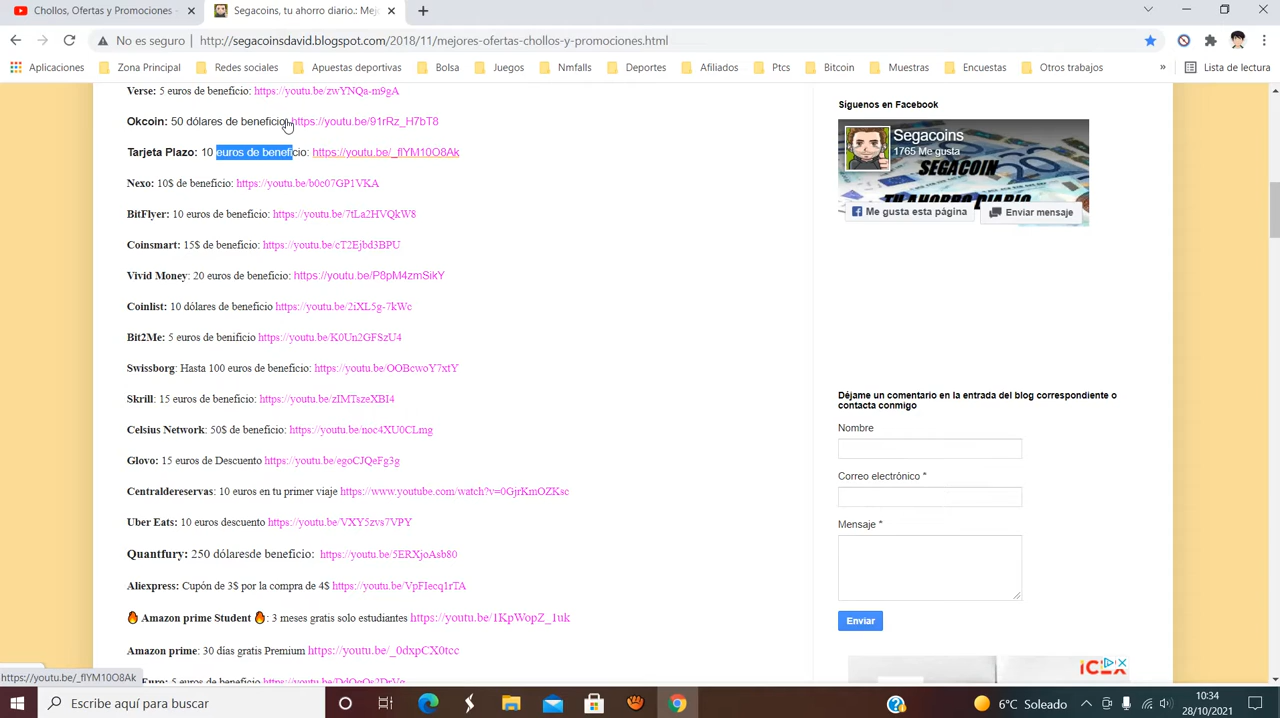 Chollos, Ofertas y Promociones -
Segacoins, tu ahorro diario.: Mej
No es seguro | http://segacoinsdavid.blogspot.com/2018/11/mejores-ofertas-chollos-y-promociones.html
Aplicaciones Zona Principal Redes sociales Apuestas deportivas Bolsa Juegos Nmfalls Deportes Afiliados Ptcs Bitcoin Muestras Encuestas Otros trabajos » Lista de lectura
Verse: 5 euros de beneficio: https://youtu.be/zwYNQa-m9gA
Okcoin: 50 dólares de beneficio: https://youtu.be/91rRz_H7bT8
Tarjeta Plazo: 10 euros de beneficio: https://youtu.be/_flYM10O8Ak
Nexo: 10$ de beneficio: https://youtu.be/b0c07GP1VKA
BitFlyer: 10 euros de beneficio: https://youtu.be/7tLa2HVQkW8
Coinsmart: 15$ de beneficio: https://youtu.be/cT2Ejbd3BPU
Vivid Money: 20 euros de beneficio: https://youtu.be/P8pM4zmSikY
Coinlist: 10 dólares de beneficio https://youtu.be/2iXL5g-7kWc
Bit2Me: 5 euros de benificio https://youtu.be/K0Un2GFSzU4
Swissborg: Hasta 100 euros de beneficio: https://youtu.be/OOBcwoY7xtY
Skrill: 15 euros de beneficio: https://youtu.be/zIMTszeXBI4
Celsius Network: 50$ de beneficio: https://youtu.be/noc4XU0CLmg
Glovo: 15 euros de Descuento https://youtu.be/egoCJQeFg3g
Centraldereservas: 10 euros en tu primer viaje https://www.youtube.com/watch?v=0GjrKmOZKsc
Uber Eats: 10 euros descuento https://youtu.be/VXY5zvs7VPY
Quantfury: 250 dólaresde beneficio: https://youtu.be/5ERXjoAsb80
Aliexpress: Cupón de 3$ por la compra de 4$ https://youtu.be/VpFIecq1rTA
🔥 Amazon prime Student 🔥: 3 meses gratis solo estudiantes https://youtu.be/1KpWopZ_1uk
Amazon prime: 30 días gratis Premium https://youtu.be/_0dxpCX0tcc
Euro: 5 euros de beneficio
Síguenos en Facebook
Segacoins
1765 Me gusta
SEGACOIN
TU AHORRO DIARIO
Me gusta esta página
Enviar mensaje
Déjame un comentario en la entrada del blog correspondiente o
contacta conmigo
Nombre
Correo electrónico *
Mensaje *
Enviar
ICEX
https://youtu.be/_flYM10O8Ak
Escribe aquí para buscar
6°C Soleado
10:34
28/10/2021